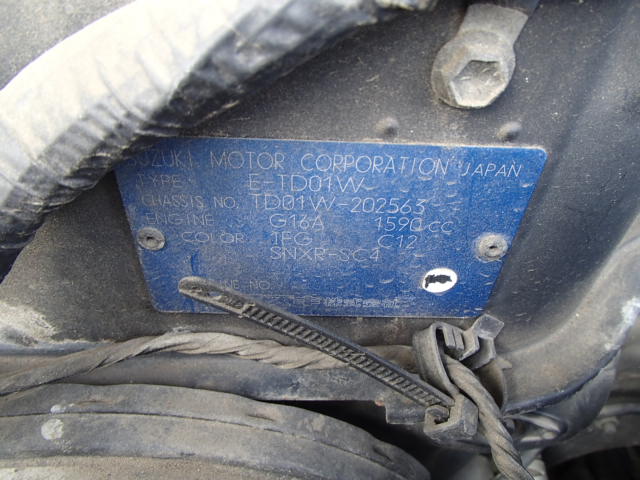 SUZUKI MOTOR CORPORATION JAPAN
TYPE E-TD01W
CHASSIS NO. TD01W-202563
ENGINE G16A 1590 CC
COLOR 1FG C12
SNXR-SC4